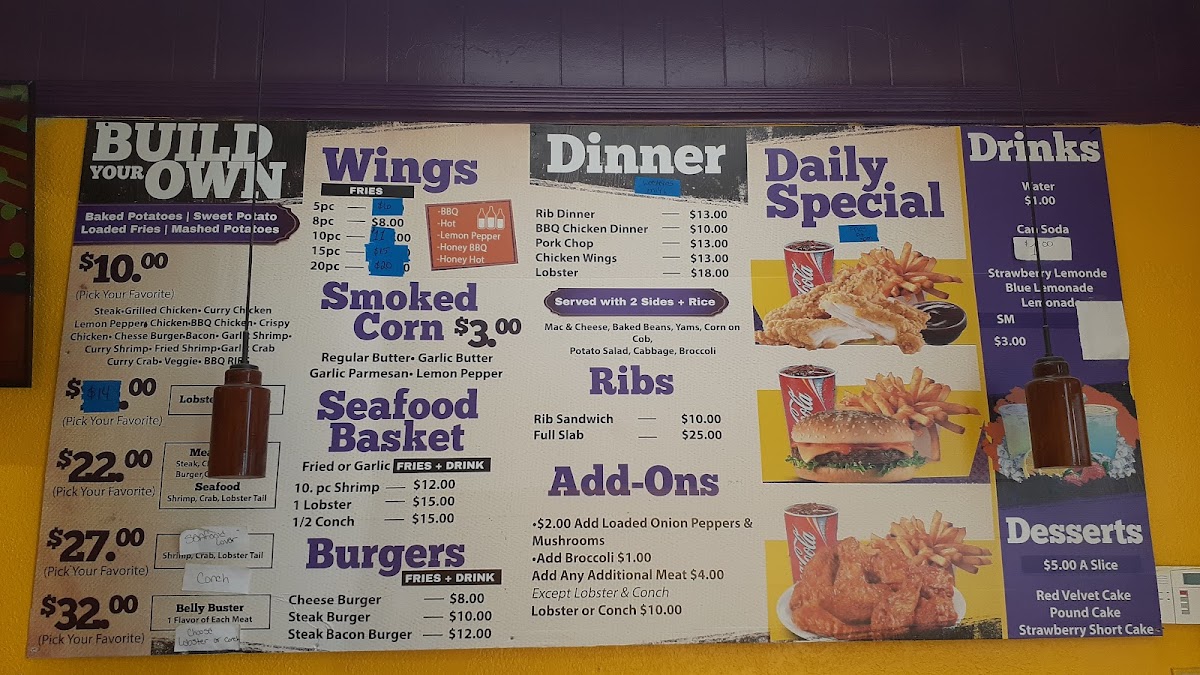 BUILD
YOUR OWN
Baked Potatoes | Sweet Potato
Loaded Fries | Mashed Potatoes
$10.00
(Pick Your Favorite)
Steak•Grilled Chicken• Curry Chicken
Lemon Pepper Chicken•BBQ Chicken• Crispy
Chicken• Chesse Burger•Bacon• Garlic Shrimp•
Curry Shrimp• Fried Shrimp•Garlic Crab
Curry Crab• Veggie• BBQ RIBS
$14.00
(Pick Your Favorite)
$22.00
(Pick Your Favorite)
Steak,
Seafood
Shrimp, Crab, Lobster Tail
$27.00
(Pick Your Favorite)
Seafood
Lover
Shrimp, Crab, Lobster Tail
Conch
$32.00
(Pick Your Favorite)
Belly Buster
1 Flavor of Each Meat
Choose
Lobster or Conch
Wings
FRIES
5pc — $6
8pc — $8.00
10pc — 11.00
15pc — $15
20pc — $20
-BBQ
-Hot
-Lemon Pepper
-Honey BBQ
-Honey Hot
Smoked
Corn $3.00
Regular Butter• Garlic Butter
Garlic Parmesan• Lemon Pepper
Seafood
Basket
Fried or Garlic FRIES + DRINK
10. pc Shrimp — $12.00
1 Lobster — $15.00
1/2 Conch — $15.00
Burgers
FRIES + DRINK
Cheese Burger — $8.00
Steak Burger — $10.00
Steak Bacon Burger — $12.00
Dinner
Rib Dinner — $13.00
BBQ Chicken Dinner — $10.00
Pork Chop — $13.00
Chicken Wings — $13.00
Lobster — $18.00
Served with 2 Sides + Rice
Mac & Cheese, Baked Beans, Yams, Corn on
Cob,
Potato Salad, Cabbage, Broccoli
Ribs
Rib Sandwich — $10.00
Full Slab — $25.00
Add-Ons
•$2.00 Add Loaded Onion Peppers &
Mushrooms
•Add Broccoli $1.00
Add Any Additional Meat $4.00
Except Lobster & Conch
Lobster or Conch $10.00
Daily
Special
Drinks
Water
$1.00
Can Soda
Strawberry Lemonde
Blue Lemonade
Lemonade
SM
$3.00
Desserts
$5.00 A Slice
Red Velvet Cake
Pound Cake
Strawberry Short Cake